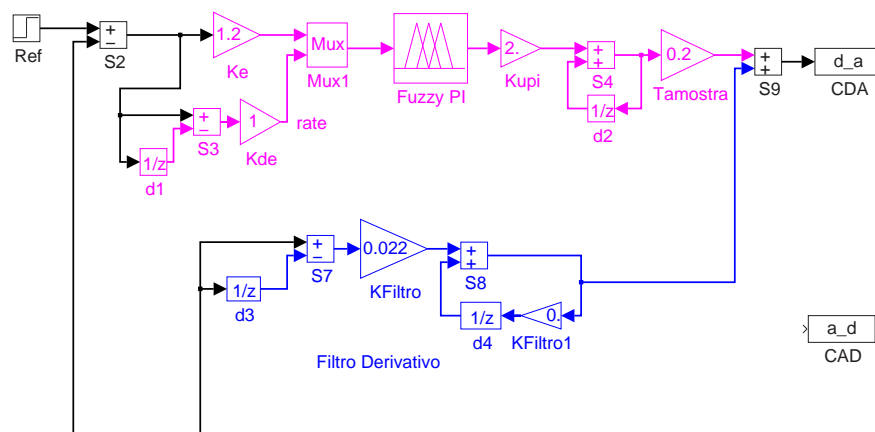 Ref
+
−
S2
1.2
Ke
Mux
Mux1
Fuzzy PI
2.
Kupi
+
+
S4
1/z
d2
0.2
Tamostra
+
+
S9
d_a
CDA
1/z
d1
+
−
S3
1
Kde
rate
+
−
S7
0.022
KFiltro
+
+
S8
1/z
d3
1/z
d4
0.
KFiltro1
Filtro Derivativo
a_d
CAD